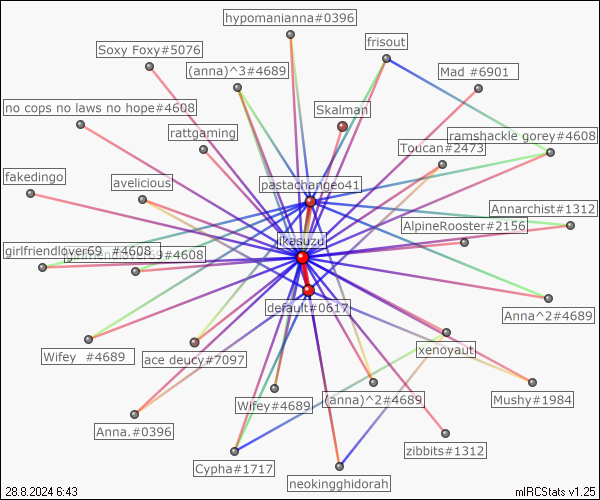 hypomanianna#0396
frisout
Soxy Foxy#5076
(anna)^3#4689
Mad #6901
no cops no laws no hope#4608
Skalman
rattgaming
ramshackle gorey#4608
Toucan#2473
fakedingo
avelicious
pastachangeo41
Annarchist#1312
AlpineRooster#2156
ikesuzu
girlfriendlover69 #4608
girlfriendlover69#4608
default#0617
Anna^2#4689
xenoyaut
Wifey #4689
ace deucy#7097
Wifey#4689
(anna)^2#4689
Mushy#1984
Anna.#0396
zibbits#1312
Cypha#1717
neokingghidorah
28.8.2024 6:43
mIRCStats v1.25